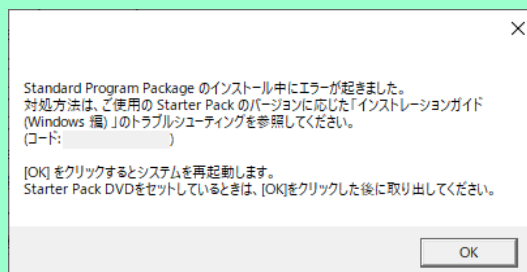 Standard Program Package のインストール中にエラーが起きました。
対処方法は、ご使用の Starter Pack のバージョンに応じた「インストレーションガイド
(Windows 編) 」のトラブルシューティングを参照してください。
(コード: )
[OK] をクリックするとシステムを再起動します。
Starter Pack DVDをセットしているときは、[OK]をクリックした後に取り出してください。
OK